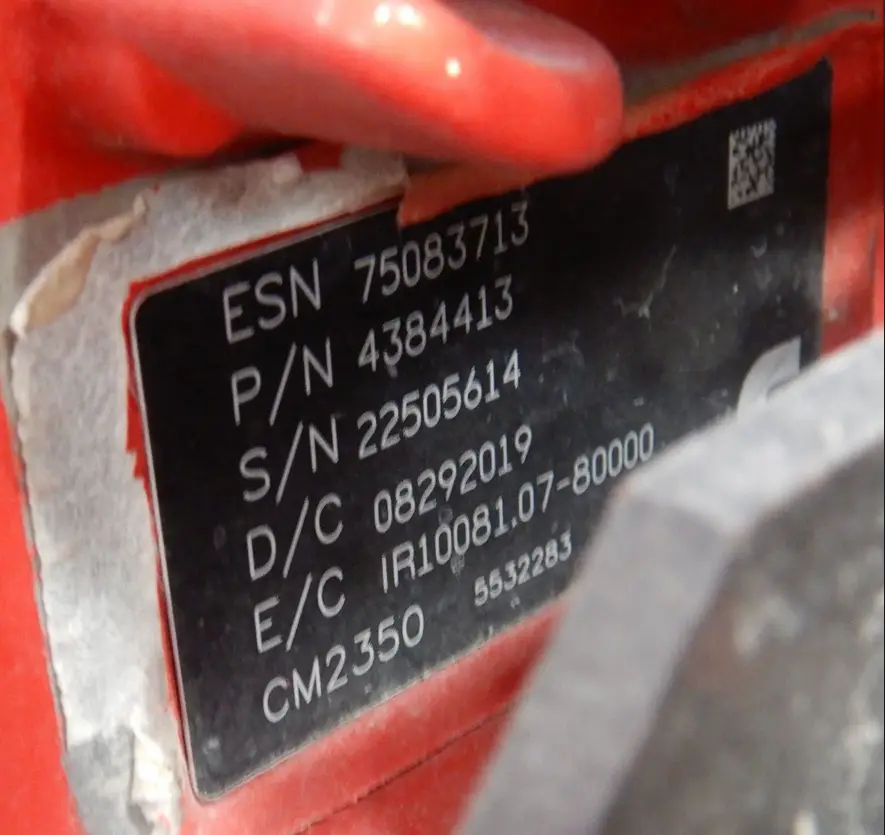 ESN 75083713
P/N 4384413
S/N 22505614
D/C 08292019
E/C IR10081.07-80000
CM2350 5532283